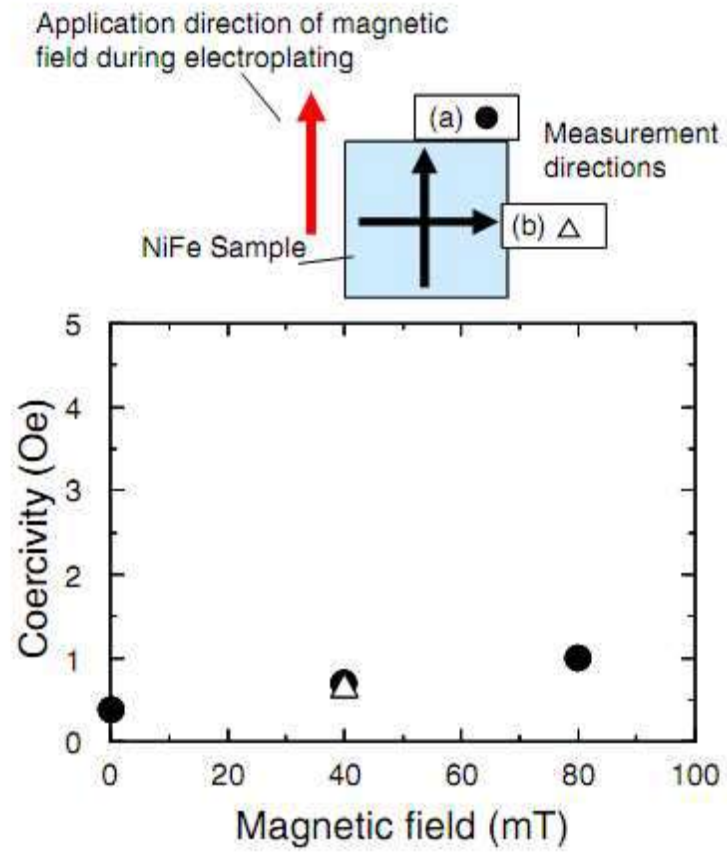 Application direction of magnetic
field during electroplating
(a) ●
Measurement
directions
(b) △
NiFe Sample
5
4
3
2
1
0
Coercivity (Oe)
0 20 40 60 80 100
Magnetic field (mT)